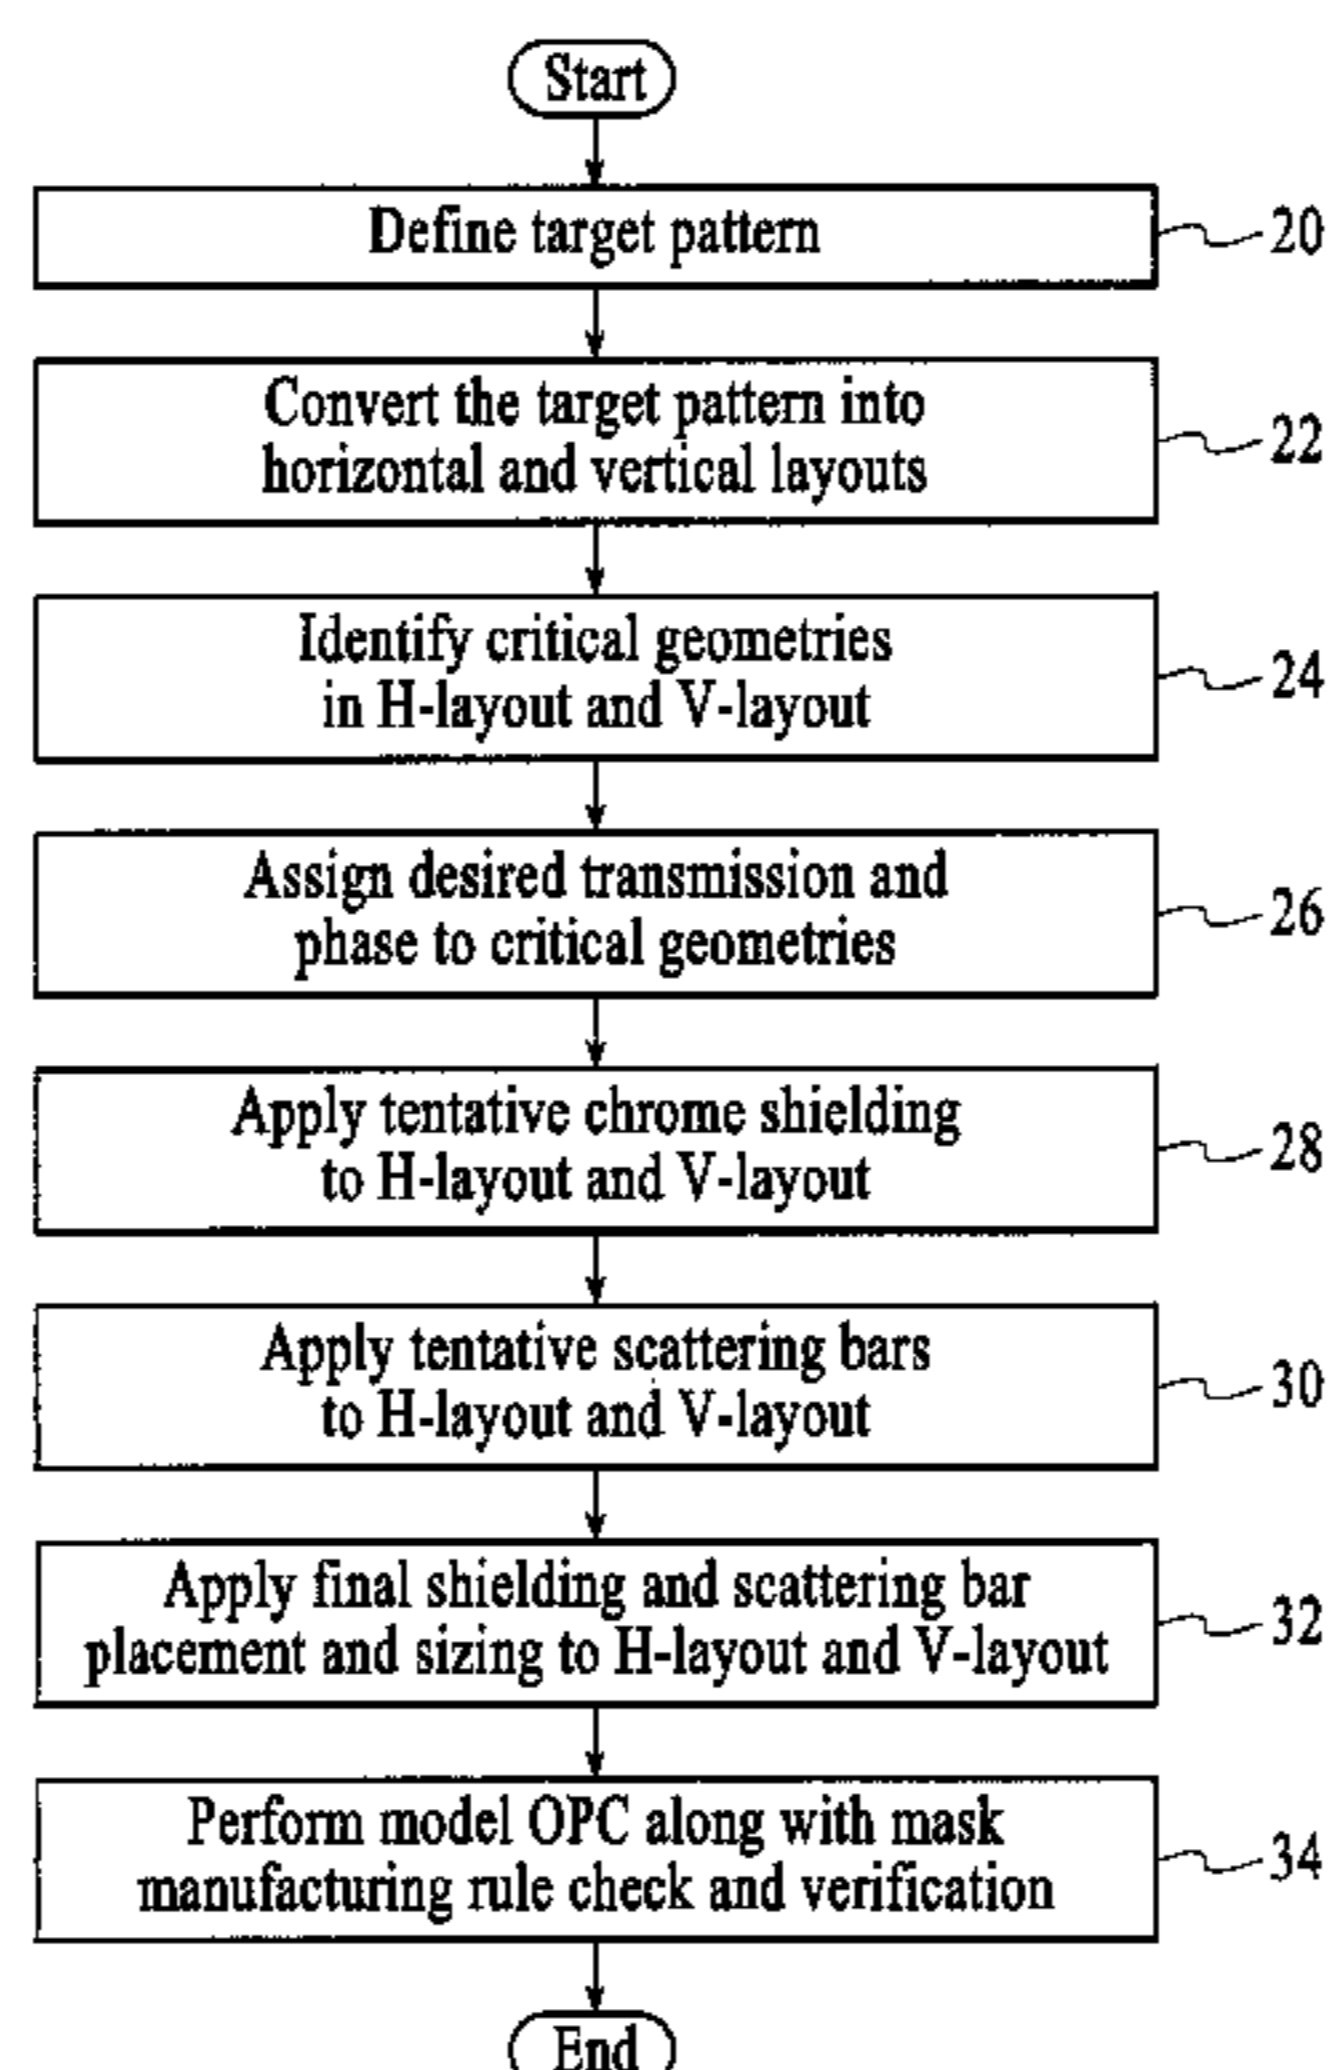 Start
Define target pattern
20
Convert the target pattern into
horizontal and vertical layouts
22
Identify critical geometries
in H-layout and V-layout
24
Assign desired transmission and
phase to critical geometries
26
Apply tentative chrome shielding
to H-layout and V-layout
28
Apply tentative scattering bars
to H-layout and V-layout
30
Apply final shielding and scattering bar
placement and sizing to H-layout and V-layout
32
Perform model OPC along with mask
manufacturing rule check and verification
34
End